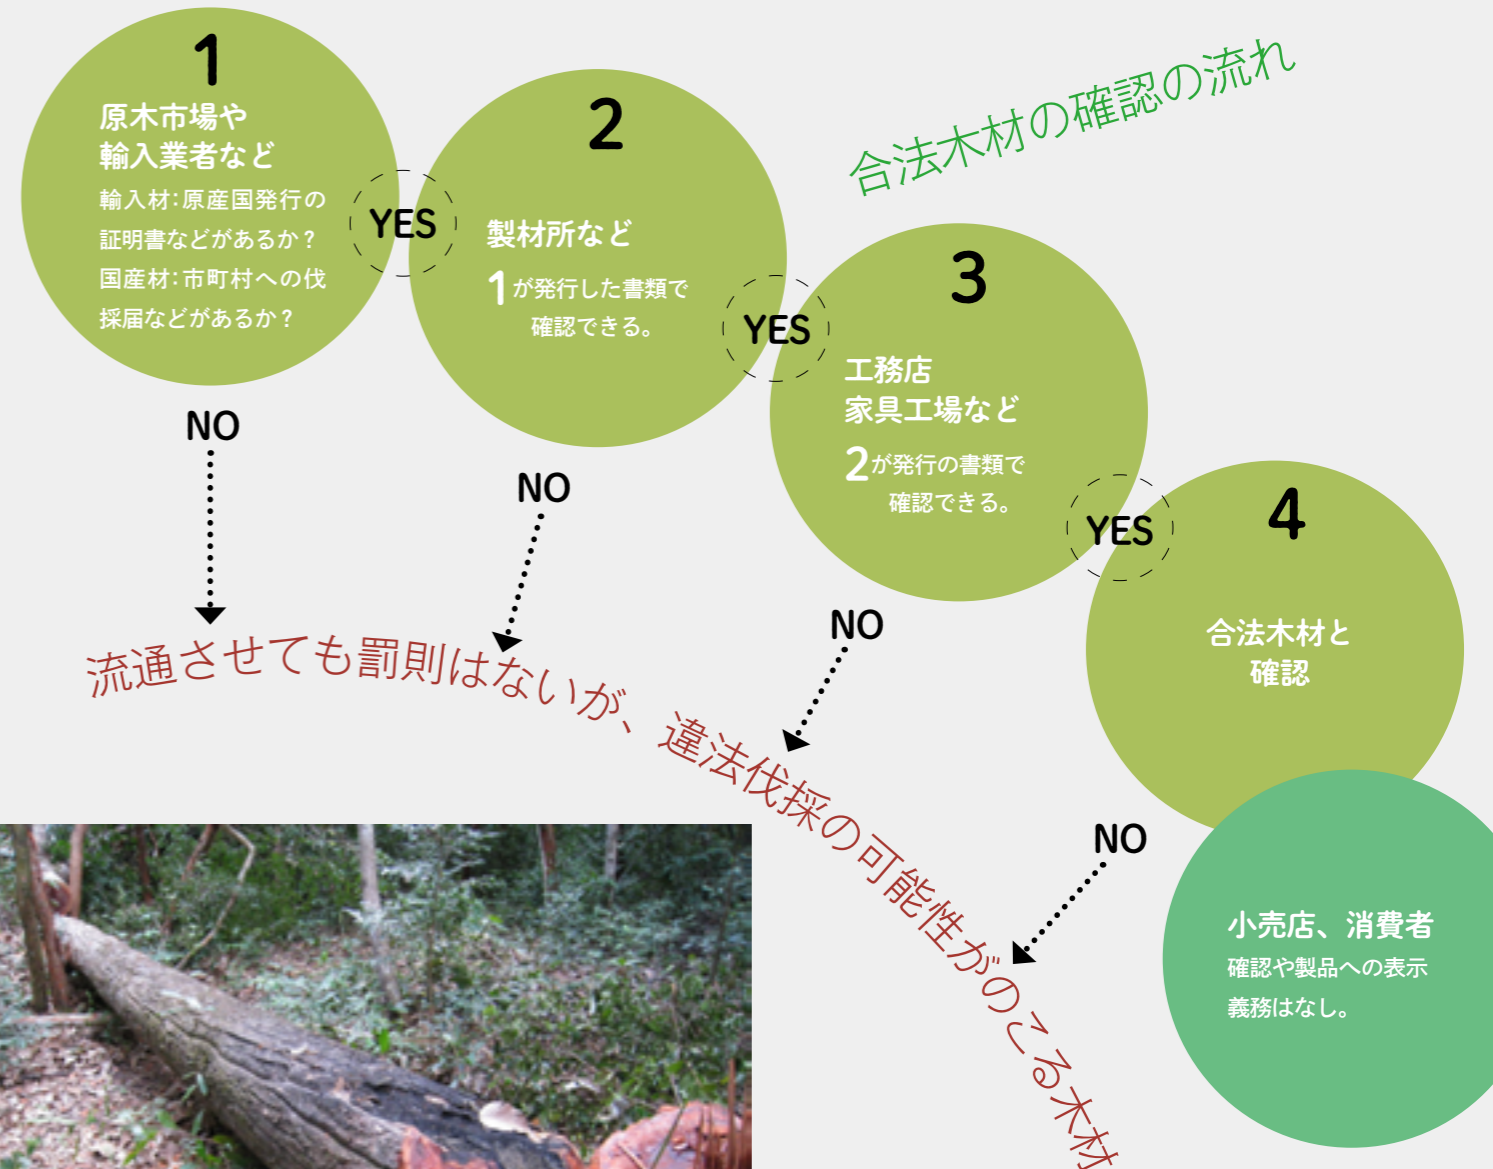 合法木材の確認の流れ
1
原木市場や
輸入業者など
輸入材:原産国発行の
証明書などがあるか?
国産材:市町村への伐
採届などがあるか?
YES
NO
2
製材所など
1が発行した書類で
確認できる。
YES
NO
3
工務店
家具工場など
2が発行の書類で
確認できる。
YES
NO
4
合法木材と
確認
NO
小売店、消費者
確認や製品への表示
義務はなし。
流通させても罰則はないが、違法伐採の可能性がのこる木材